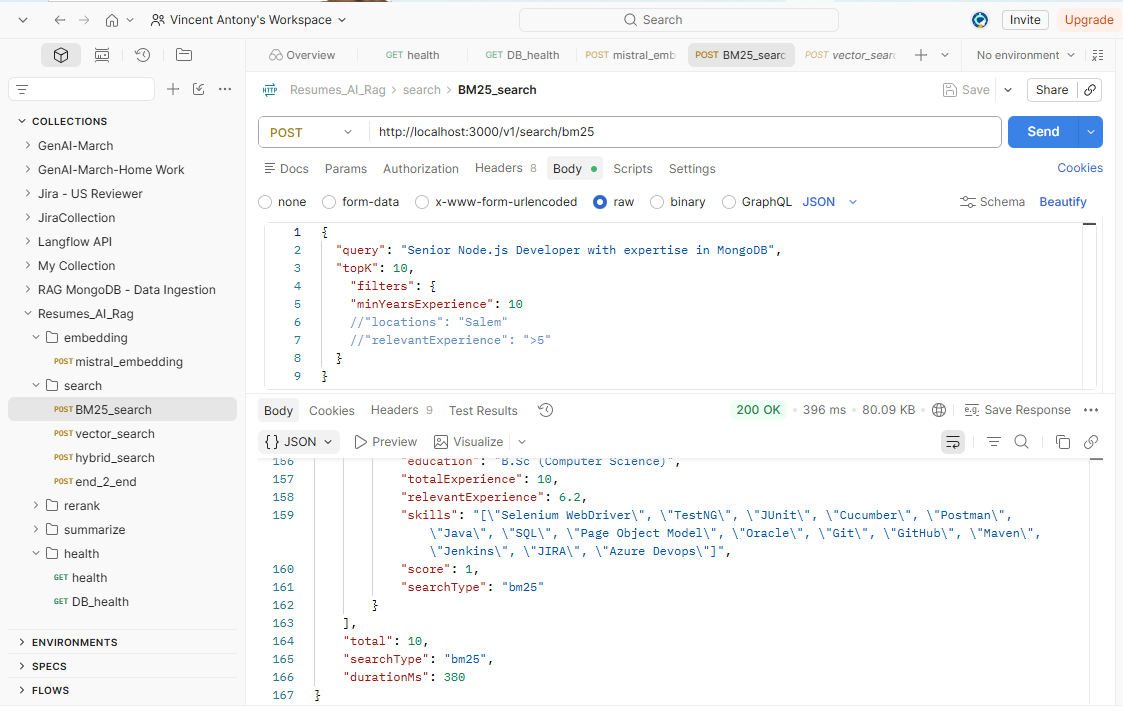 Vincent Antony's Workspace
Search
Invite
Upgrade
Overview
GET health
GET DB_health
POST mistral_emb
POST BM25_searc
POST vector_sear
No environment
Resumes_AI_Rag > search > BM25_search
Save
Share
COLLECTIONS
GenAI-March
GenAI-March-Home Work
Jira - US Reviewer
JiraCollection
Langflow API
My Collection
RAG MongoDB - Data Ingestion
Resumes_AI_Rag
embedding
POST mistral_embedding
search
POST BM25_search
POST vector_search
POST hybrid_search
POST end_2_end
rerank
summarize
health
GET health
GET DB_health
ENVIRONMENTS
SPECS
FLOWS
HTTP
POST
http://localhost:3000/v1/search/bm25
Send
Docs Params Authorization Headers 8 Body Scripts Settings
Cookies
none form-data x-www-form-urlencoded raw binary GraphQL JSON
Schema Beautify
1 {
2 "query": "Senior Node.js Developer with expertise in MongoDB",
3 "topK": 10,
4 "filters": {
5 "minYearsExperience": 10
6 //"locations": "Salem"
7 //"relevantExperience": ">5"
8 }
9 }
Body Cookies Headers 9 Test Results
200 OK • 396 ms • 80.09 KB
e.g. Save Response
{} JSON Preview Visualize
156 "education": "B.Sc (Computer Science)",
157 "totalExperience": 10,
158 "relevantExperience": 6.2,
159 "skills": "[\"Selenium WebDriver\", \"TestNG\", \"JUnit\", \"Cucumber\", \"Postman\",
\"Java\", \"SQL\", \"Page Object Model\", \"Oracle\", \"Git\", \"GitHub\", \"Maven\",
\"Jenkins\", \"JIRA\", \"Azure Devops\"]",
160 "score": 1,
161 "searchType": "bm25"
162 }
163 ],
164 "total": 10,
165 "searchType": "bm25",
166 "durationMs": 380
167 }